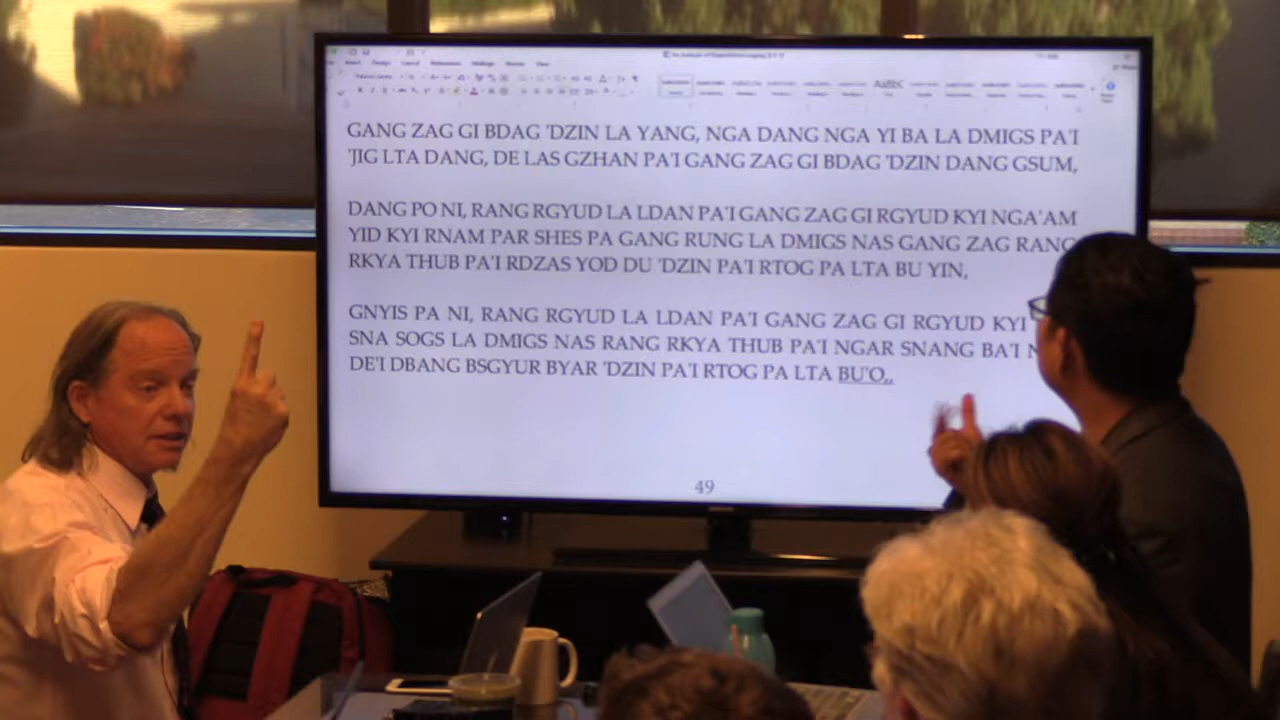 GANG ZAG GI BDAG 'DZIN LA YANG, NGA DANG NGA YI BA LA DMIGS PA'I
'JIG LTA DANG, DE LAS GZHAN PA'I GANG ZAG GI BDAG 'DZIN DANG GSUM,
DANG PO NI, RANG RGYUD LA LDAN PA'I GANG ZAG GI RGYUD KYI NGA'AM
YID KYI RNAM PAR SHES PA GANG RUNG LA DMIGS NAS GANG ZAG RANG
RKYA THUB PA'I RDZAS YOD DU 'DZIN PA'I RTOG PA LTA BU YIN,
GNYIS PA NI, RANG RGYUD LA LDAN PA'I GANG ZAG GI RGYUD KYI
SNA SOGS LA DMIGS NAS RANG RKYA THUB PA'I NGAR SNANG BA'I
DE'I DBANG BSGYUR BYAR 'DZIN PA'I RTOG PA LTA BU'O,,
49